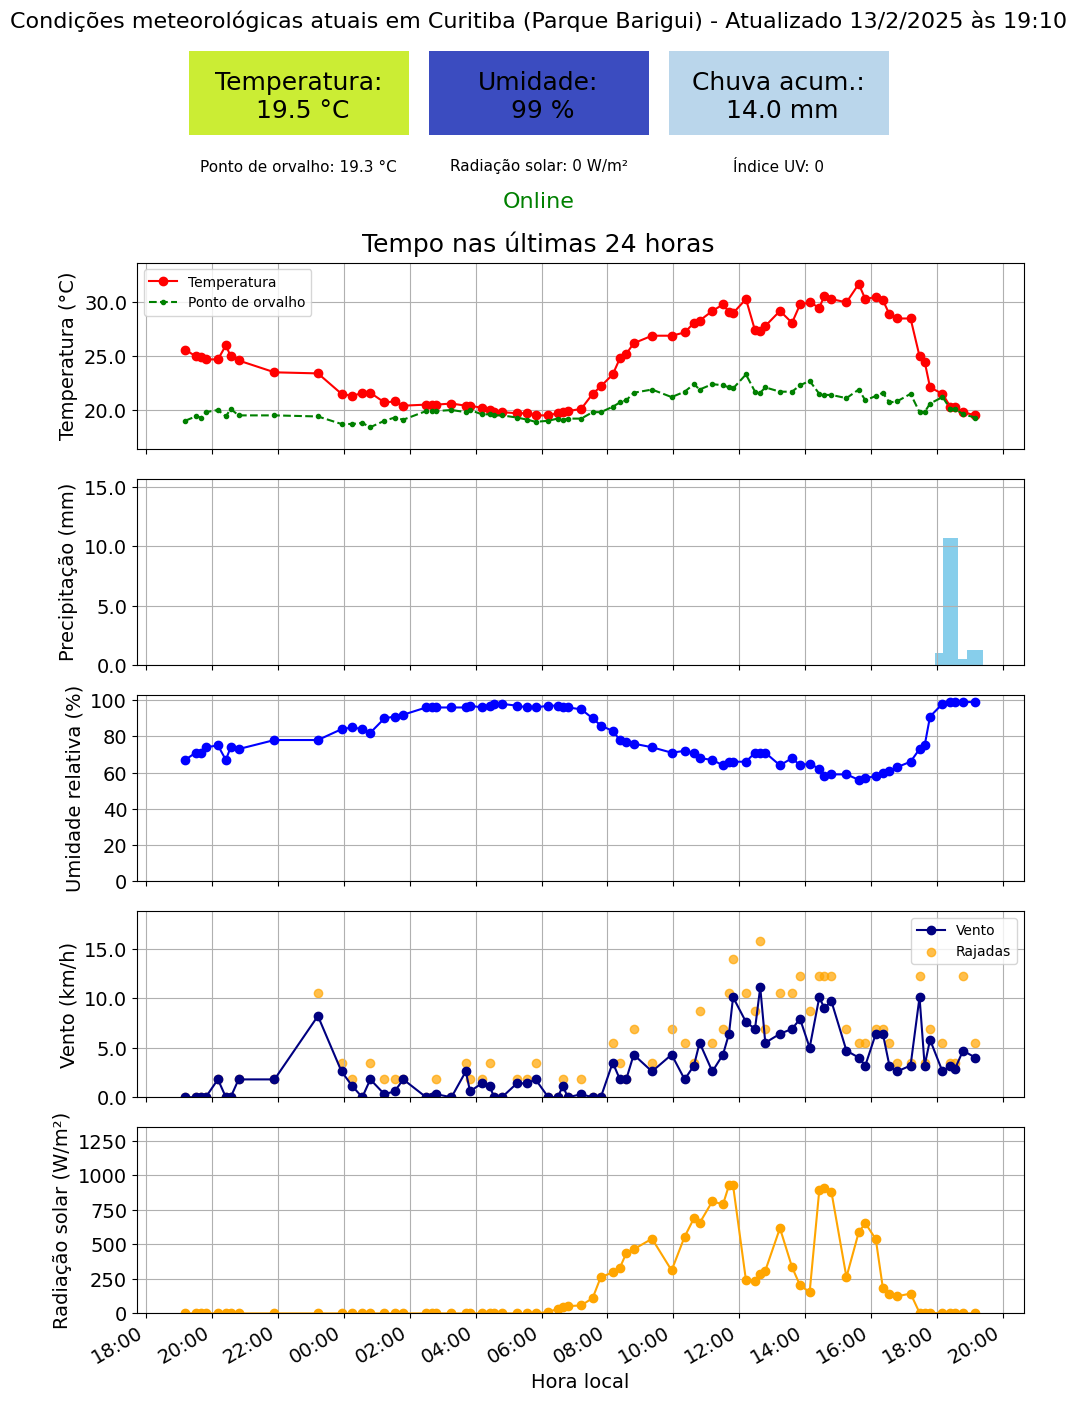 Condições meteorológicas atuais em Curitiba (Parque Barigui) - Atualizado 13/2/2025 às 19:10
Temperatura:
19.5 °C
Umidade:
99 %
Chuva acum.:
14.0 mm
Ponto de orvalho: 19.3 °C
Radiação solar: 0 W/m²
Índice UV: 0
Online
Tempo nas últimas 24 horas
Temperatura (°C)
30.0
25.0
20.0
Temperatura
Ponto de orvalho
Precipitação (mm)
15.0
10.0
5.0
0.0
Umidade relativa (%)
100
80
60
40
20
0
Vento (km/h)
15.0
10.0
5.0
0.0
Vento
Rajadas
Radiação solar (W/m²)
1250
1000
750
500
250
0
18:00
20:00
22:00
00:00
02:00
04:00
06:00
08:00
10:00
12:00
14:00
16:00
18:00
20:00
Hora local